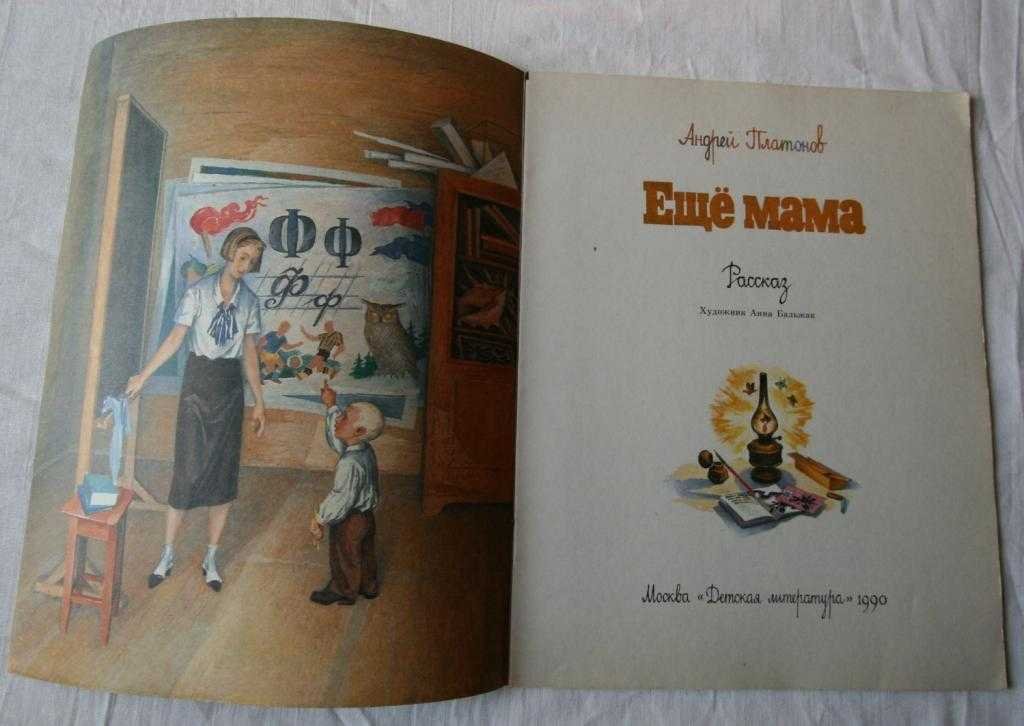 Ф ф
Ф ф
Андрей Платонов
Ещё мама
Рассказ
Художник Анна Бальжак
Москва «Детская литература» 1990